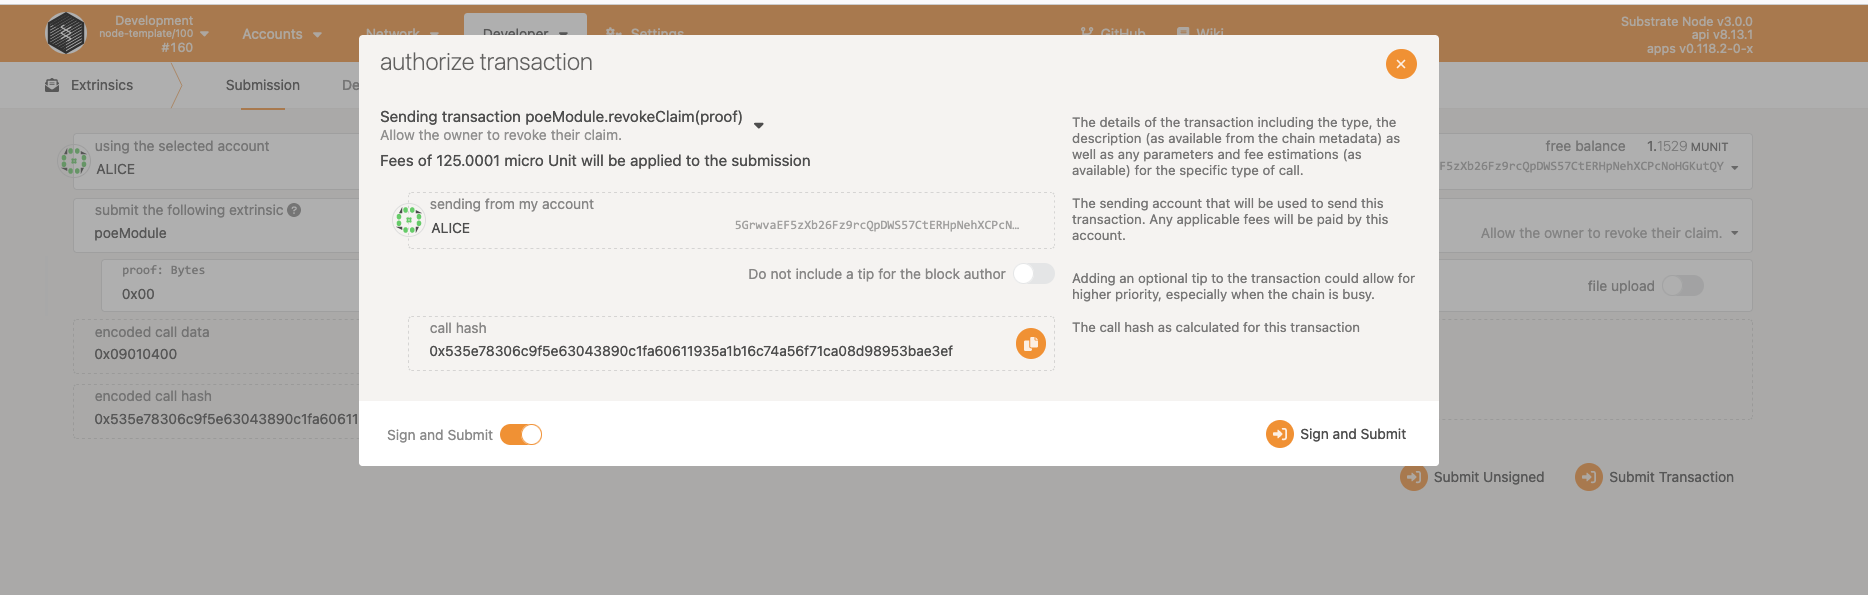 Development
node-template/100
#160
Accounts
Network
Developer
Settings
GitHub
Wiki
Substrate Node v3.0.0
api v8.13.1
apps v0.118.2-0-x
Extrinsics
Submission
De
authorize transaction
Sending transaction poeModule.revokeClaim(proof)
Allow the owner to revoke their claim.
Fees of 125.0001 micro Unit will be applied to the submission
sending from my account
ALICE
5GrwvaEF5zXb26Fz9rcQpDWS57CtERHpNehXCPcN…
Do not include a tip for the block author
call hash
0x535e78306c9f5e63043890c1fa60611935a1b16c74a56f71ca08d98953bae3ef
The details of the transaction including the type, the
description (as available from the chain metadata) as
well as any parameters and fee estimations (as
available) for the specific type of call.
The sending account that will be used to send this
transaction. Any applicable fees will be paid by this
account.
Adding an optional tip to the transaction could allow for
higher priority, especially when the chain is busy.
The call hash as calculated for this transaction
Sign and Submit
Sign and Submit
using the selected account
ALICE
free balance 1.1529 MUNIT
F5zXb26Fz9rcQpDWS57CtERHpNehXCPcNoHGKutQY
submit the following extrinsic ?
poeModule
Allow the owner to revoke their claim.
proof: Bytes
0x00
file upload
encoded call data
0x09010400
encoded call hash
0x535e78306c9f5e63043890c1fa60611
Submit Unsigned
Submit Transaction